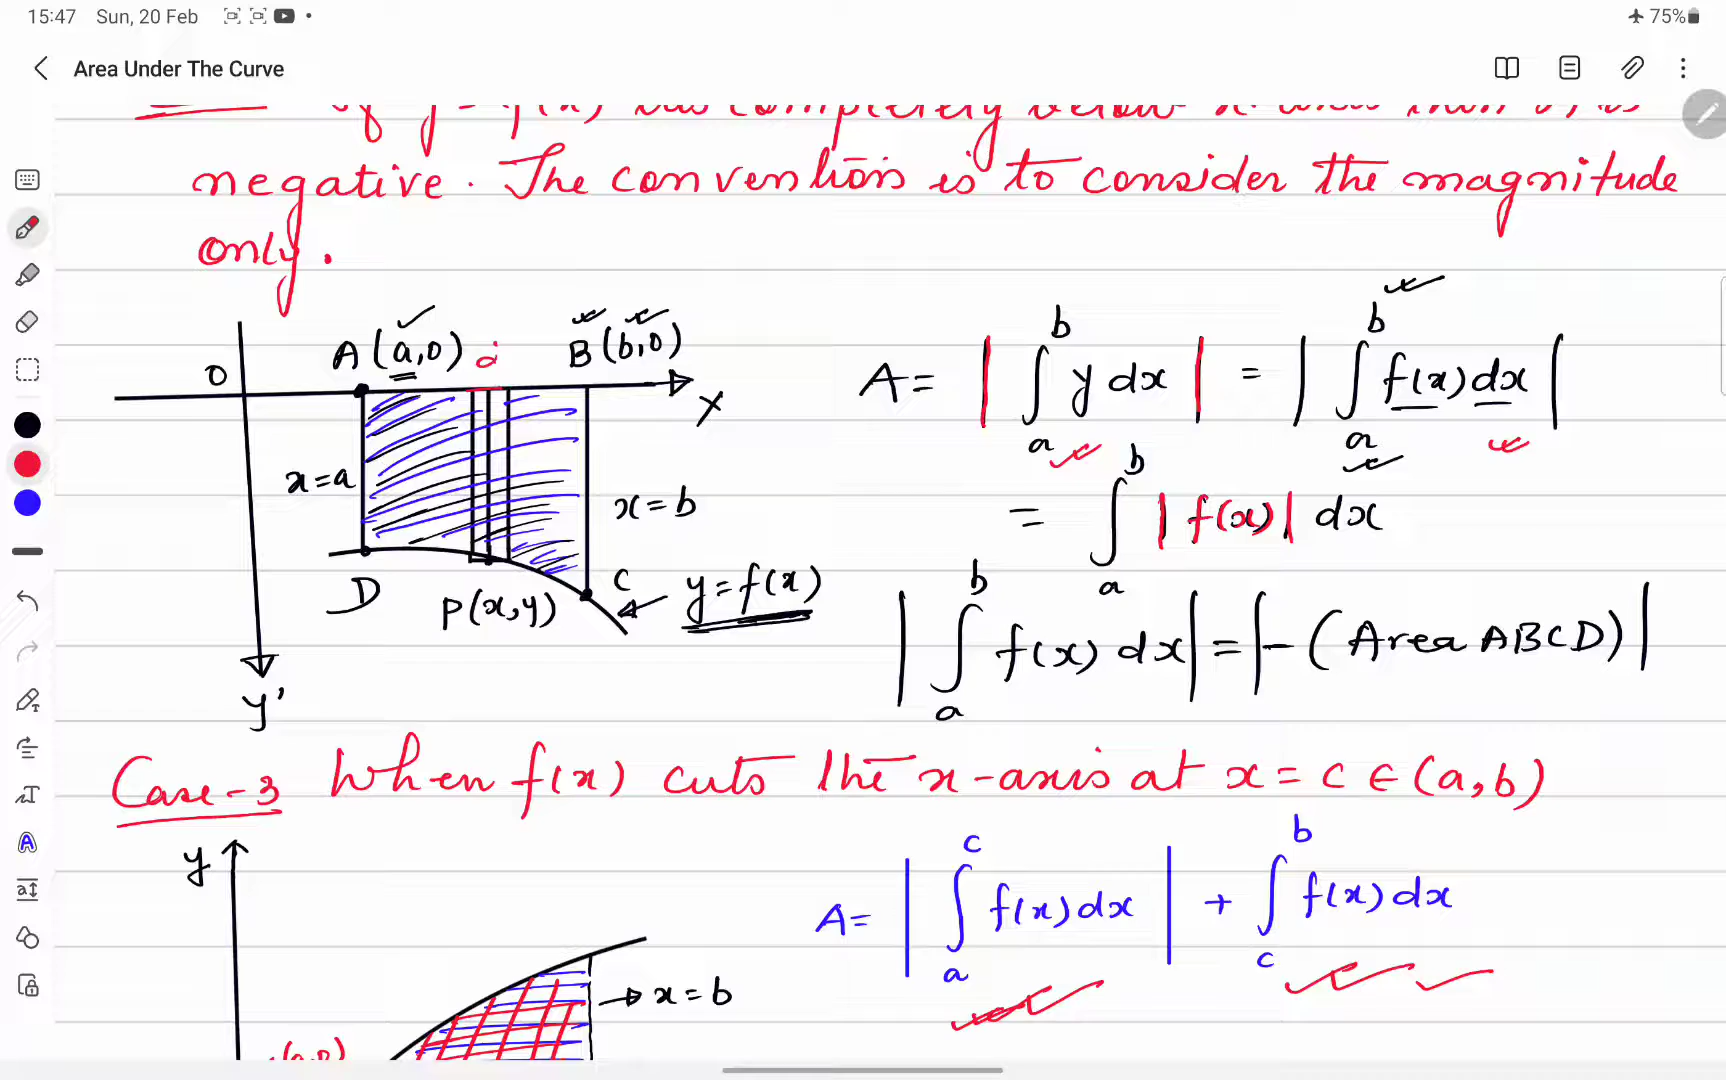 15:47 Sun, 20 Feb
75%
Area Under The Curve
negative. The convention is to consider the magnitude
only.
O A (a,0) B (b,0)
X
x=a
x=b
D
P(x,y)
C
y=f(x)
y'
A= | ∫_a^b y dx | = | ∫_a^b f(x) dx |
= ∫_a^b | f(x) | dx
| ∫_a^b f(x) dx | = | - (Area ABCD) |
Case-3 When f(x) cuts the x-axis at x = c ∈ (a,b)
y
A= | ∫_a^c f(x) dx | + ∫_c^b f(x) dx
x=b